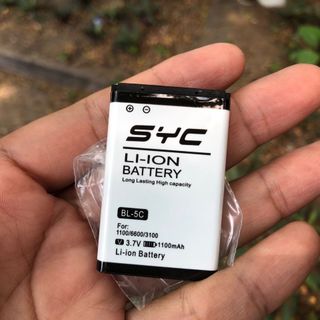 SYC
LI-ION
BATTERY
Long Lasting High capacity
BL-5C
For:
1100/6600/3100
V 3.7V 1100mAh
Li-ion Battery